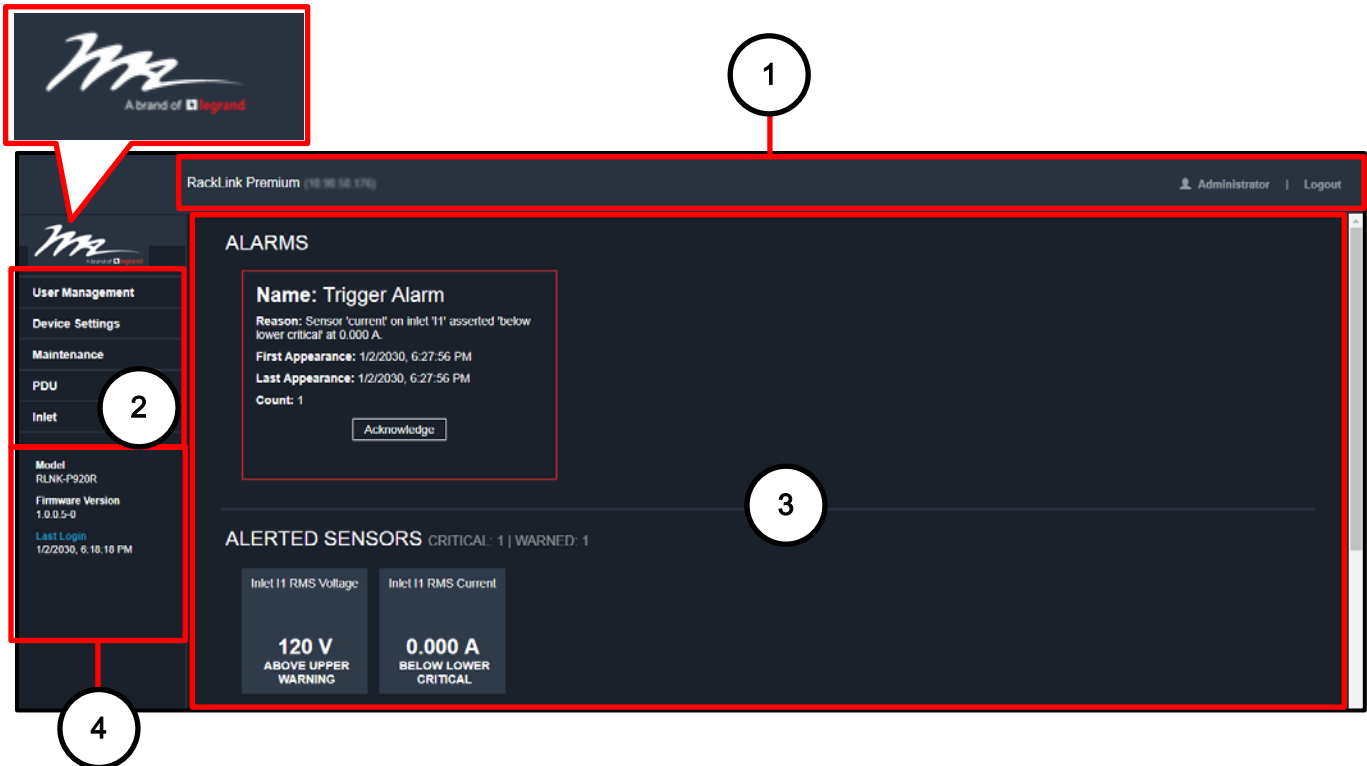 A brand of legrand
1
RackLink Premium
Administrator | Logout
A brand of legrand
User Management
Device Settings
Maintenance
PDU
Inlet
2
Model
RLNK-P920R
Firmware Version
1.0.0.5-0
Last Login
1/2/2030, 6:18:18 PM
4
ALARMS
Name: Trigger Alarm
Reason: Sensor 'current' on inlet 'I1' asserted 'below
lower critical' at 0.000 A.
First Appearance: 1/2/2030, 6:27:56 PM
Last Appearance: 1/2/2030, 6:27:56 PM
Count: 1
Acknowledge
3
ALERTED SENSORS CRITICAL: 1 | WARNED: 1
Inlet I1 RMS Voltage
120 V
ABOVE UPPER
WARNING
Inlet I1 RMS Current
0.000 A
BELOW LOWER
CRITICAL